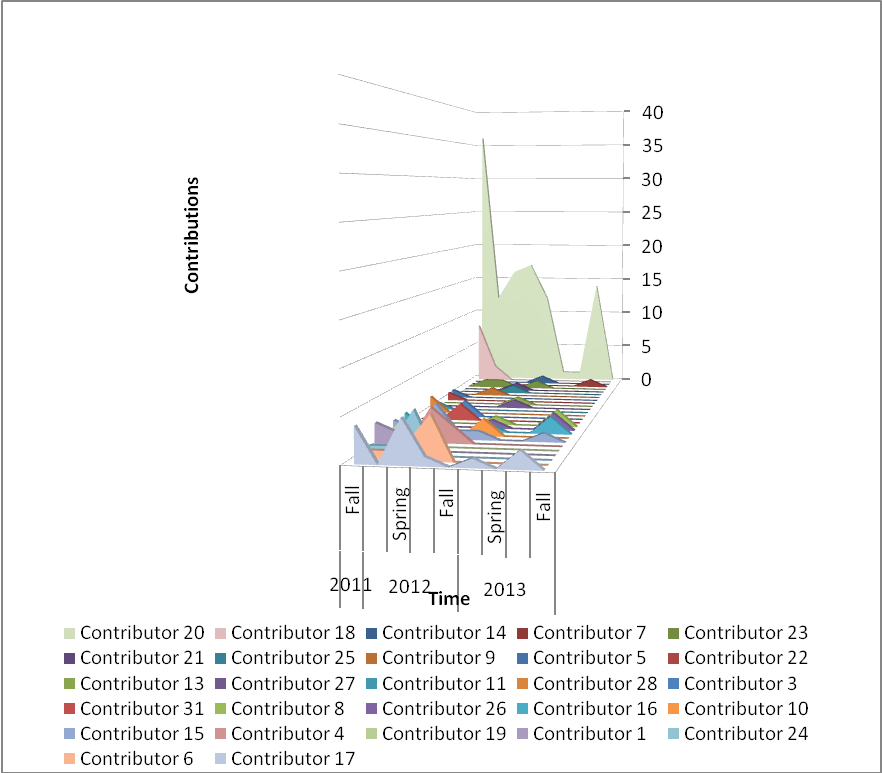 40
35
30
25
20
15
10
5
0
Contributions
Fall
Spring
Fall
Spring
Fall
2011
2012
2013
Time
Contributor 20 Contributor 18 Contributor 14 Contributor 7 Contributor 23
Contributor 21 Contributor 25 Contributor 9 Contributor 5 Contributor 22
Contributor 13 Contributor 27 Contributor 11 Contributor 28 Contributor 3
Contributor 31 Contributor 8 Contributor 26 Contributor 16 Contributor 10
Contributor 15 Contributor 4 Contributor 19 Contributor 1 Contributor 24
Contributor 6 Contributor 17